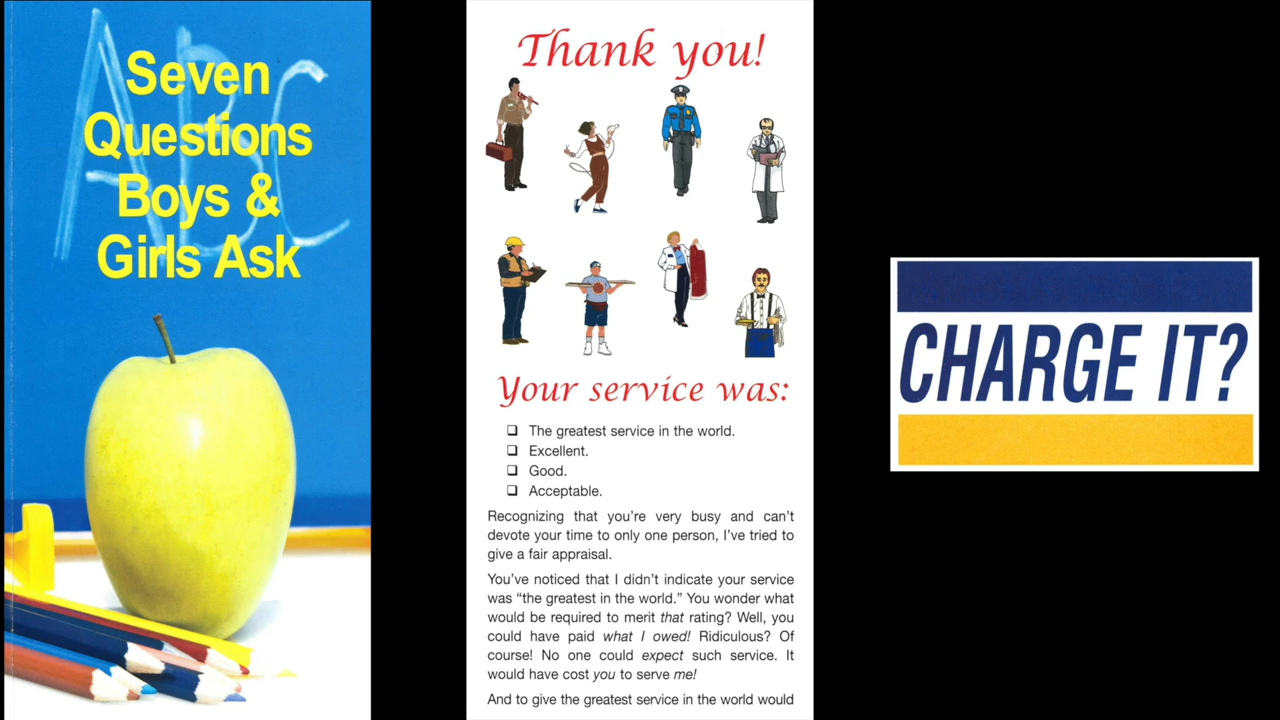 ABC
Seven
Questions
Boys &
Girls Ask
Thank you!
Your service was:
❑ The greatest service in the world.
❑ Excellent.
❑ Good.
❑ Acceptable.
Recognizing that you're very busy and can't
devote your time to only one person, I've tried to
give a fair appraisal.
You've noticed that I didn't indicate your service
was “the greatest in the world.” You wonder what
would be required to merit that rating? Well, you
could have paid what I owed! Ridiculous? Of
course! No one could expect such service. It
would have cost you to serve me!
And to give the greatest service in the world would
CHARGE IT?